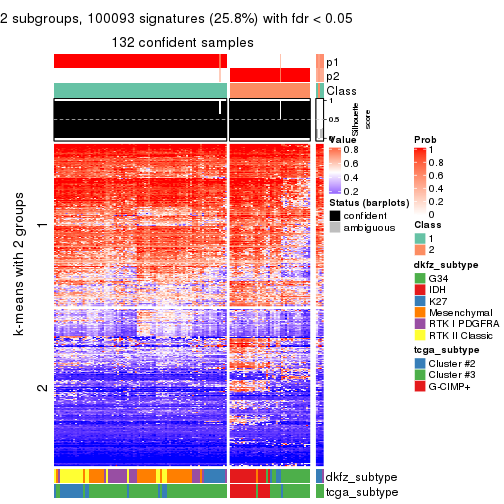 2 subgroups, 100093 signatures (25.8%) with fdr < 0.05
132 confident samples
p1
p2
Class
1
0.5
0
Silhouette
score
k-means with 2 groups
1
2
Value
0.8
0.6
0.4
0.2
Status (barplots)
confident
ambiguous
Prob
1
0.8
0.6
0.4
0.2
0
Class
1
2
dkfz_subtype
G34
IDH
K27
Mesenchymal
RTK I PDGFRA
RTK II Classic
tcga_subtype
Cluster #2
Cluster #3
G-CIMP+
dkfz_subtype
tcga_subtype